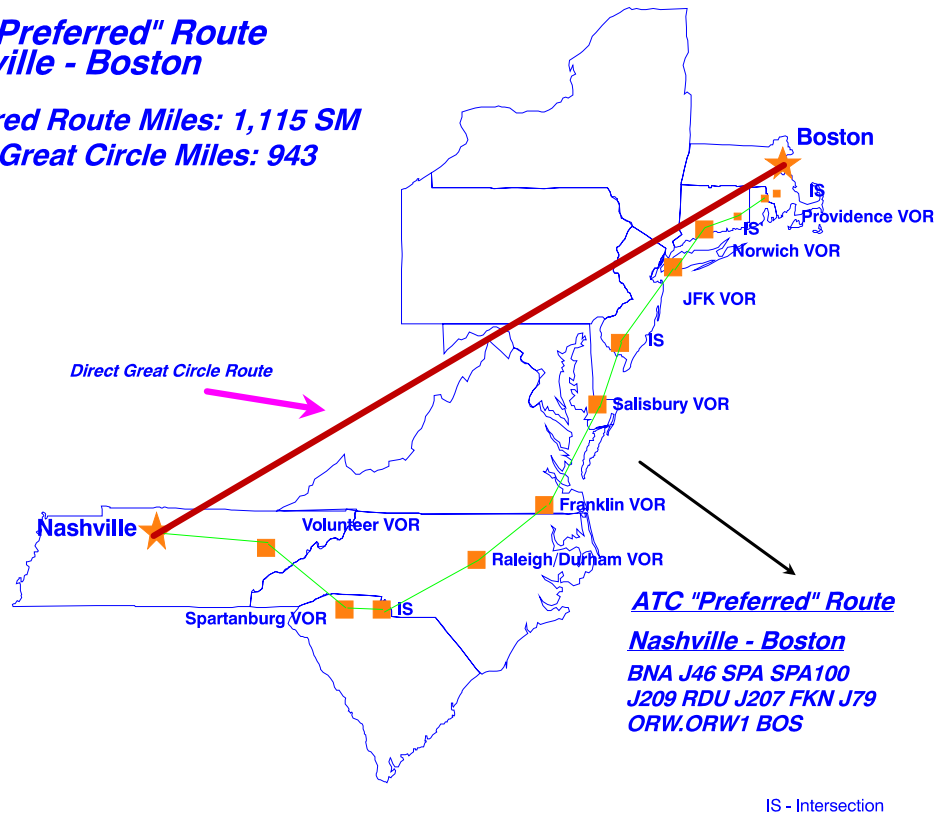 Preferred" Route
ville - Boston
red Route Miles: 1,115 SM
Great Circle Miles: 943
Boston
IS
Providence VOR
IS
Norwich VOR
JFK VOR
IS
Direct Great Circle Route
Salisbury VOR
Franklin VOR
Nashville
Volunteer VOR
Raleigh/Durham VOR
Spartanburg VOR
IS
ATC "Preferred" Route
Nashville - Boston
BNA J46 SPA SPA100
J209 RDU J207 FKN J79
ORW.ORW1 BOS
IS - Intersection